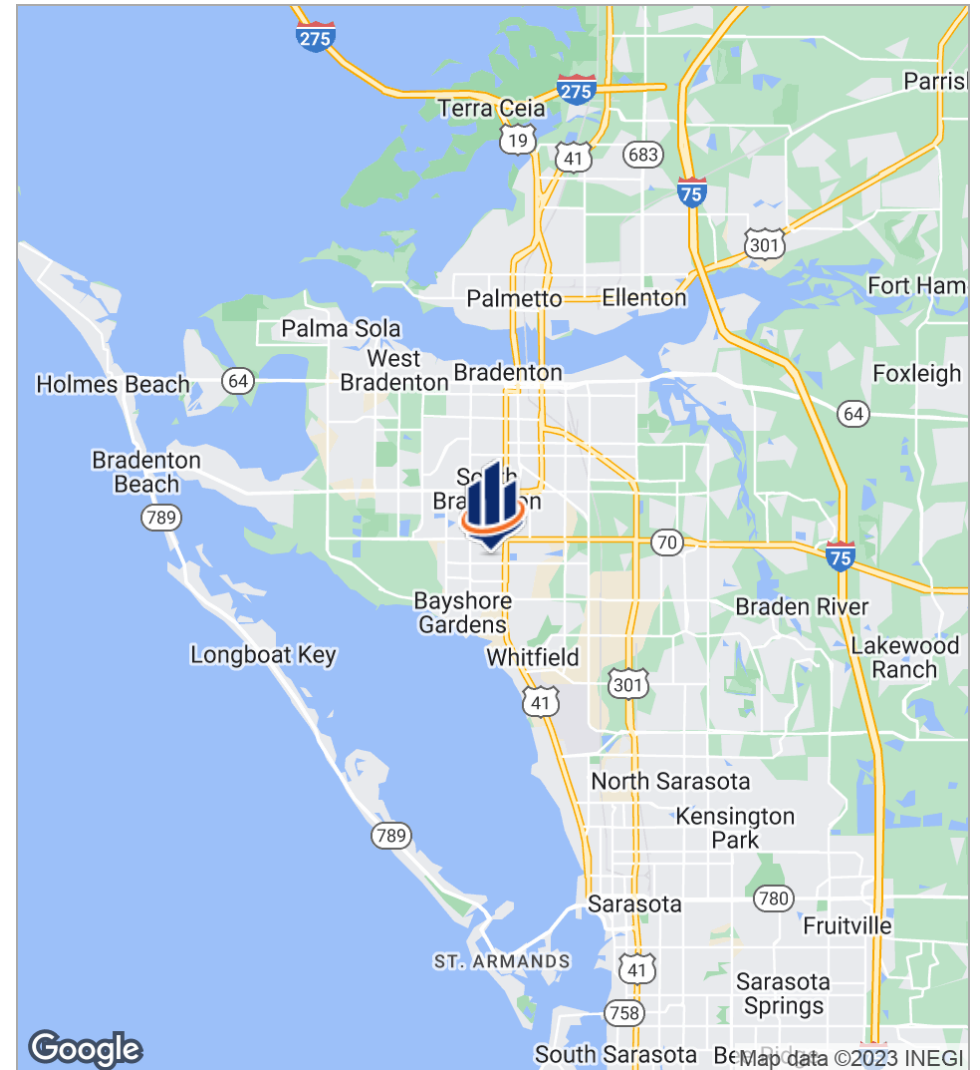 275
275
Parris
Terra Ceia
19
41
683
75
301
Fort Ham
Palmetto
Ellenton
Palma Sola
West
Bradenton
Bradenton
Foxleigh
Holmes Beach
64
64
Bradenton
Beach
South
789
70
75
Bayshore
Gardens
Braden River
Longboat Key
Whitfield
Lakewood
Ranch
301
41
North Sarasota
Kensington
Park
789
780
Sarasota
Fruitville
ST. ARMANDS
41
Sarasota
Springs
758
Google
South Sarasota
Map data ©2023 INEGI